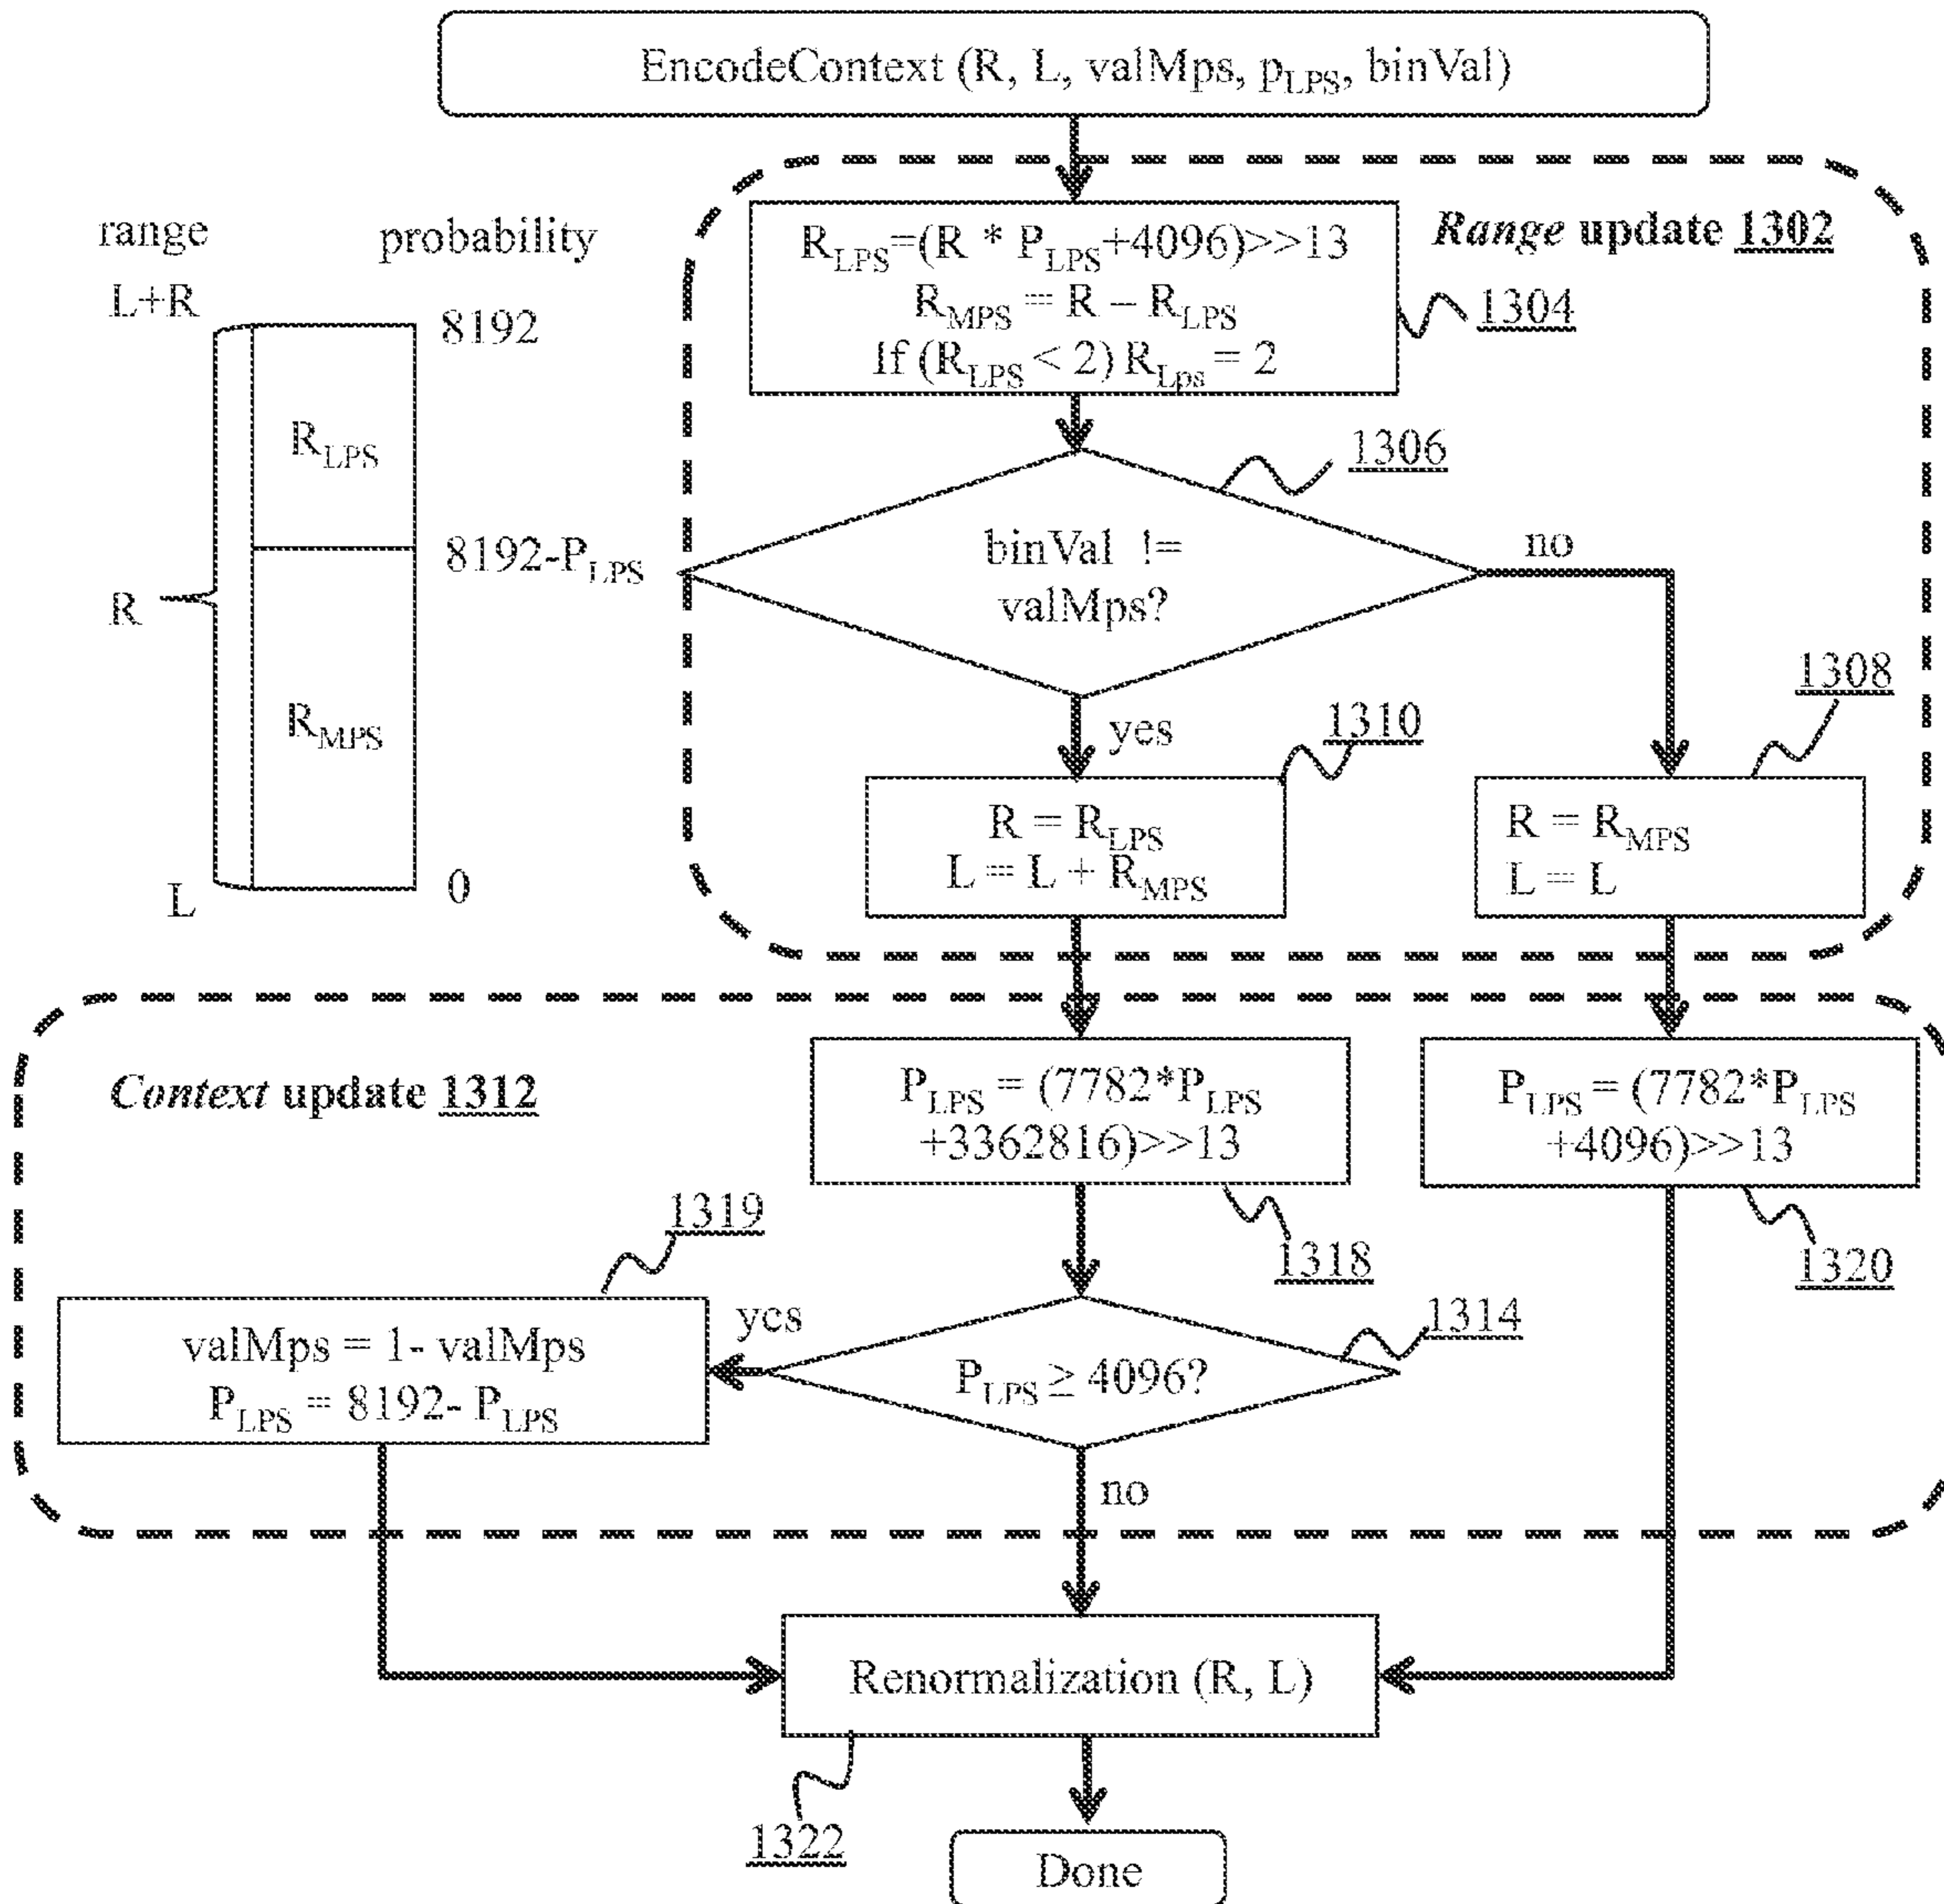 EncodeContext (R, L, valMps, pLPS, binVal)
range
probability
L+R
8192
RLPS
8192-PLPS
R
RMPS
L
0
RLPS=(R * PLPS+4096)>>13
RMPS = R – RLPS
If (RLPS < 2) RLps = 2
Range update 1302
1304
1306
binVal !=
valMps?
no
yes
1308
1310
R = RLPS
L = L + RMPS
R = RMPS
L = L
Context update 1312
PLPS = (7782*PLPS
+3362816)>>13
PLPS = (7782*PLPS
+4096)>>13
1319
1318
1320
valMps = 1- valMps
PLPS = 8192- PLPS
yes
1314
PLPS ≥ 4096?
no
Renormalization (R, L)
1322
Done